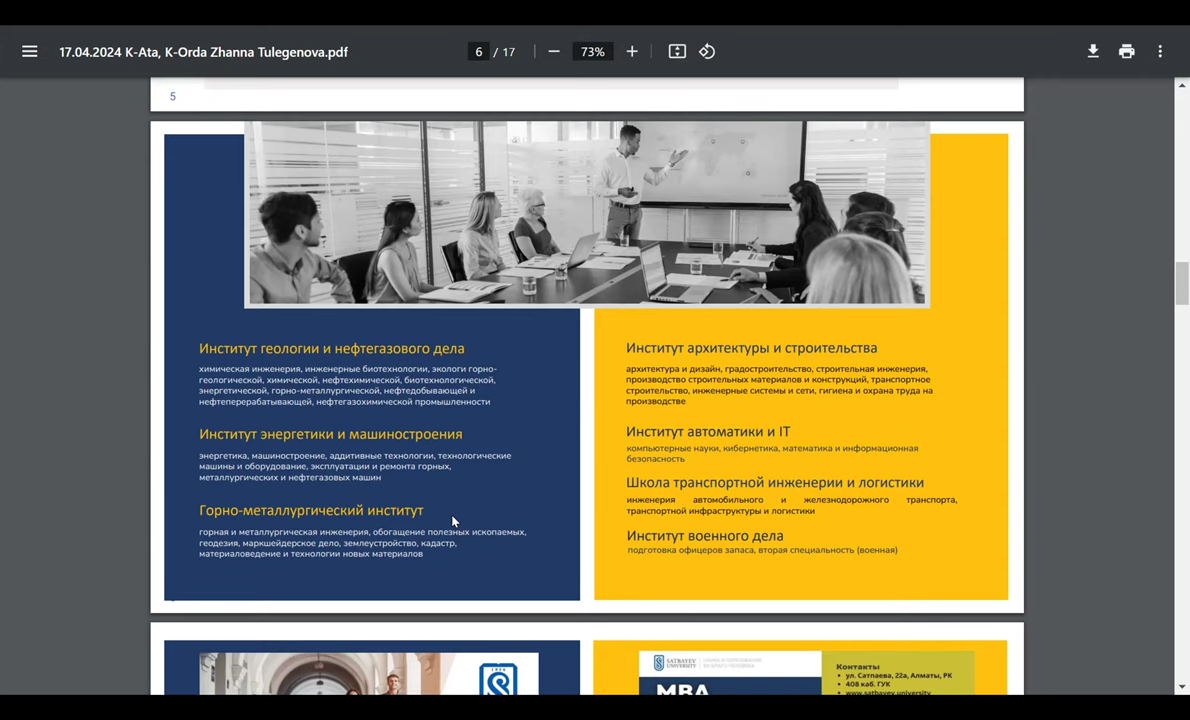 17.04.2024 K-Ata, K-Orda Zhanna Tulegenova.pdf
6 / 17
73%
5
Институт геологии и нефтегазового дела
химическая инженерия, инженерные биотехнологии, экологи горно-
геологической, химической, нефтехимической, биотехнологической,
энергетической, горно-металлургической, нефтедобывающей и
нефтеперерабатывающей, нефтегазохимической промышленности
Институт энергетики и машиностроения
энергетика, машиностроение, аддитивные технологии, технологические
машины и оборудование, эксплуатации и ремонта горных,
металлургических и нефтегазовых машин
Горно-металлургический институт
горная и металлургическая инженерия, обогащение полезных ископаемых,
геодезия, маркшейдерское дело, землеустройство, кадастр,
материаловедение и технологии новых материалов
Институт архитектуры и строительства
архитектура и дизайн, градостроительство, строительная инженерия,
производство строительных материалов и конструкций, транспортное
строительство, инженерные системы и сети, гигиена и охрана труда на
производстве
Институт автоматики и IT
компьютерные науки, кибернетика, математика и информационная
безопасность
Школа транспортной инженерии и логистики
инженерия автомобильного и железнодорожного транспорта,
транспортной инфраструктуры и логистики
Институт военного дела
подготовка офицеров запаса, вторая специальность (военная)
SATBAYEV
UNIVERSITY
MBA
Контакты
• ул. Сатпаева, 22а, Алматы, РК
• 408 каб. ГУК
• www.satbayev.university